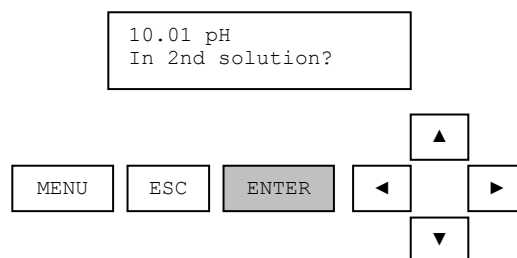 10.01 pH
In 2nd solution?
▲
MENU ESC ENTER ◄ ►
▼